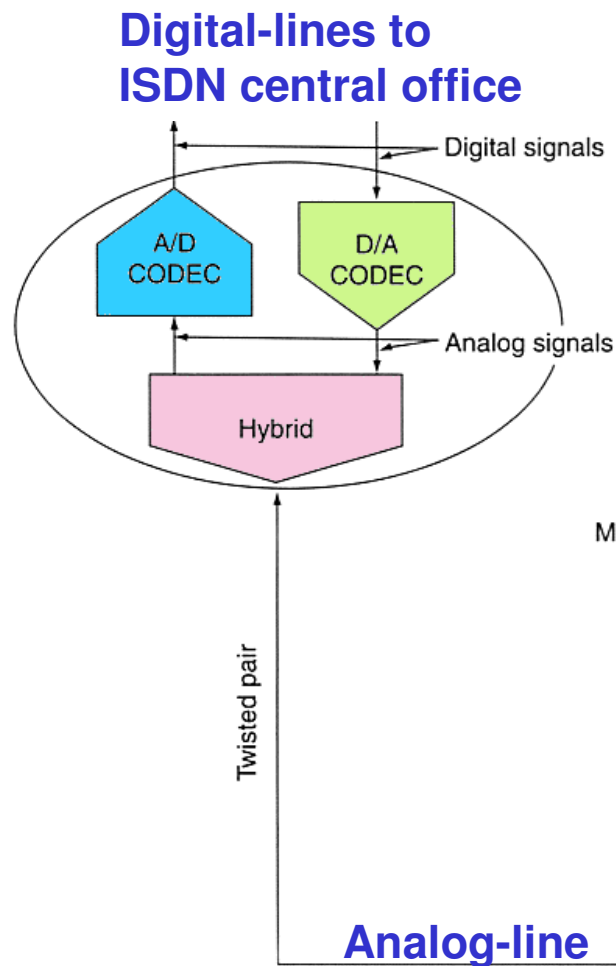 Digital-lines to
ISDN central office
Digital signals
A/D
CODEC
D/A
CODEC
Analog signals
Hybrid
M
Twisted pair
Analog-line